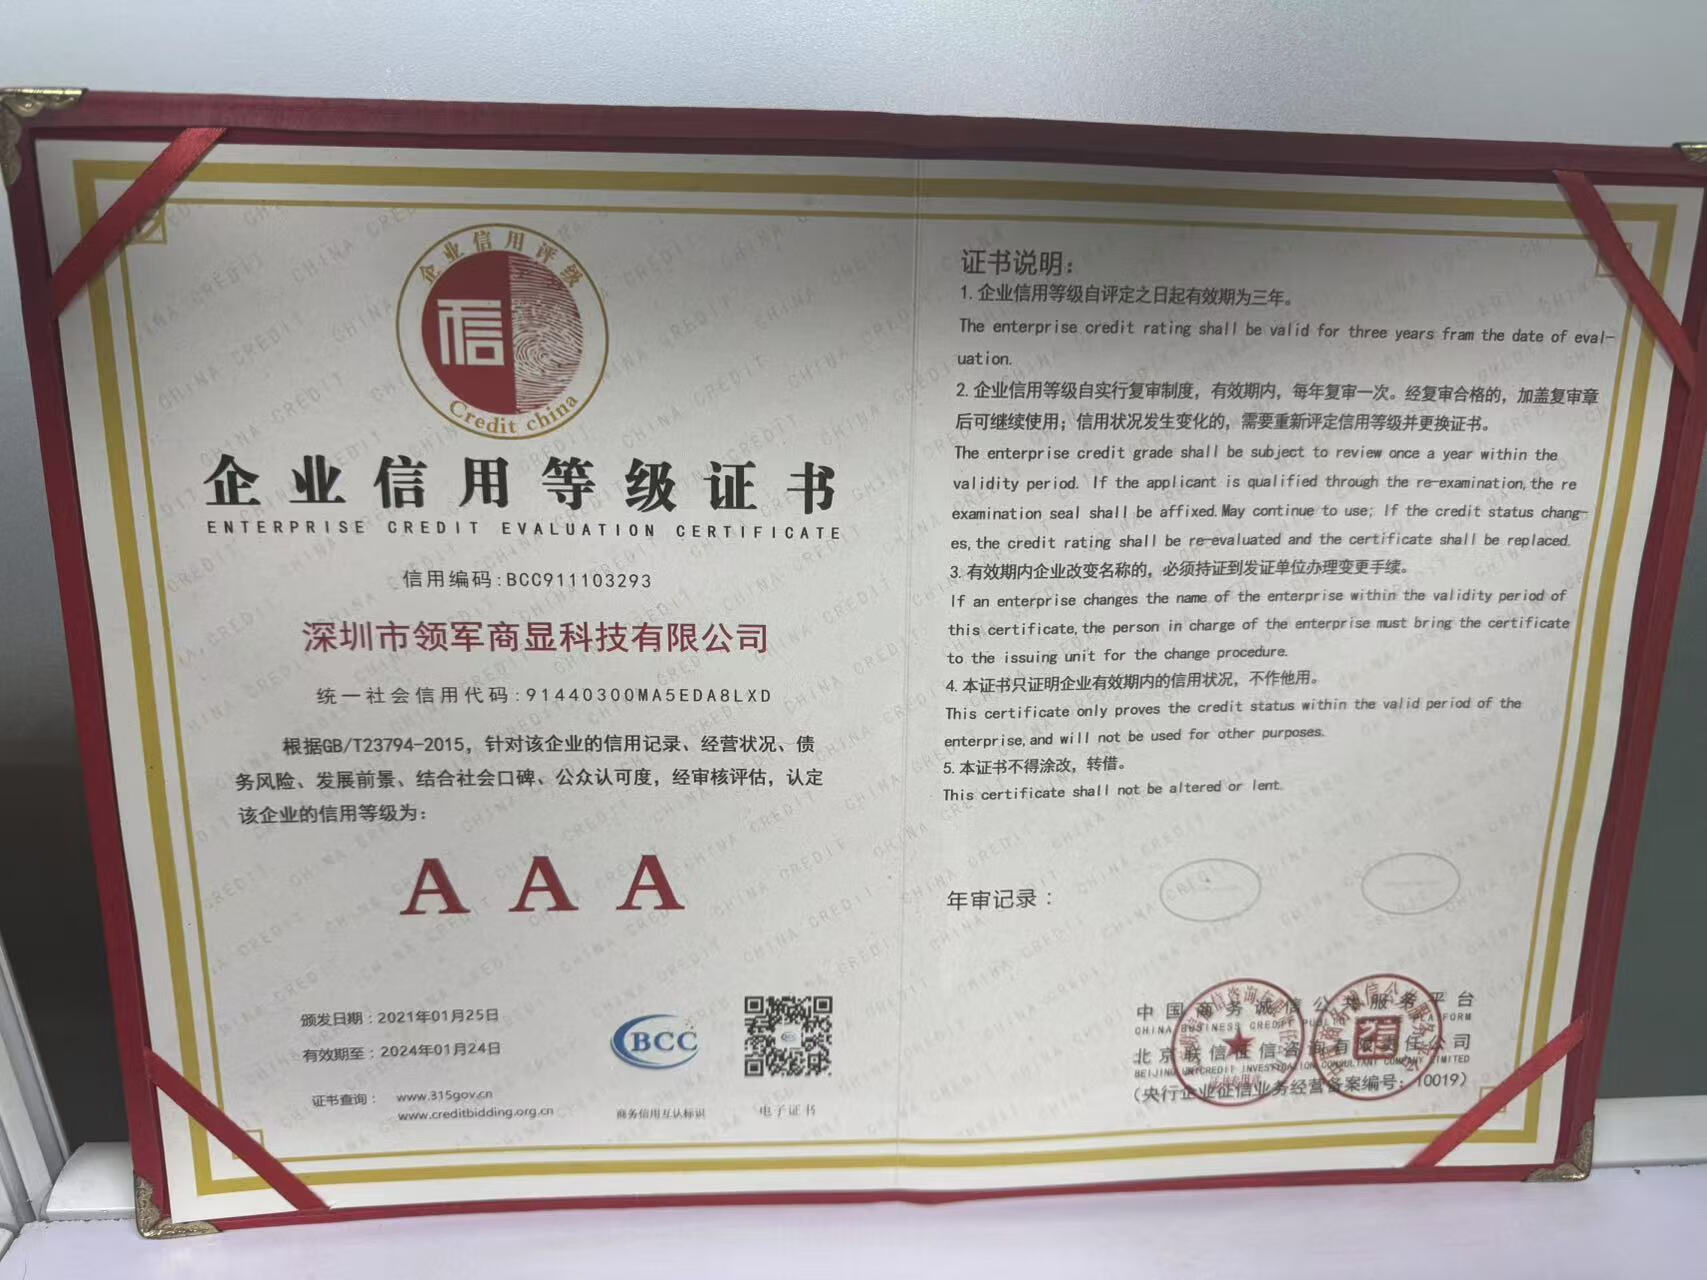 企业信用评级
信
Credit china
企业信用等级证书
ENTERPRISE CREDIT EVALUATION CERTIFICATE
信用编码:BCC911103293
深圳市领军商显科技有限公司
统一社会信用代码:91440300MA5EDA8LXD
根据GB/T23794-2015，针对该企业的信用记录、经营状况、债
务风险、发展前景、结合社会口碑、公众认可度，经审核评估，认定
该企业的信用等级为：
A A A
颁发日期：2021年01月25日
有效期至：2024年01月24日
证书查询： www.315gov.cn
www.creditbidding.org.cn
BCC
商务信用互认标识
电子证书
证书说明：
1. 企业信用等级自评定之日起有效期为三年。
The enterprise credit rating shall be valid for three years fram the date of eval-
uation.
2. 企业信用等级自实行复审制度，有效期内，每年复审一次。经复审合格的，加盖复审章
后可继续使用；信用状况发生变化的，需要重新评定信用等级并更换证书。
The enterprise credit grade shall be subject to review once a year within the
validity period. If the applicant is qualified through the re-examination,the re
examination seal shall be affixed.May continue to use; If the credit status chang-
es,the credit rating shall be re-evaluated and the certificate shall be replaced.
3. 有效期内企业改变名称的，必须持证到发证单位办理变更手续。
If an enterprise changes the name of the enterprise within the validity period of
this certificate,the person in charge of the enterprise must bring the certificate
to the issuing unit for the change procedure.
4. 本证书只证明企业有效期内的信用状况，不作他用。
This certificate only proves the credit status within the valid period of the
enterprise,and will not be used for other purposes.
5. 本证书不得涂改，转借。
This certificate shall not be altered or lent.
年审记录：
中国商务诚信公共服务平台
CHINA BUSINESS CREDIT PUBLIC SERVICE PLATFORM
北京联信征信咨询有限责任公司
BEIJING UNICREDIT INVESTIGATION CONSULTANT COMPANY LIMITED
（央行企业征信业务经营备案编号：10019）